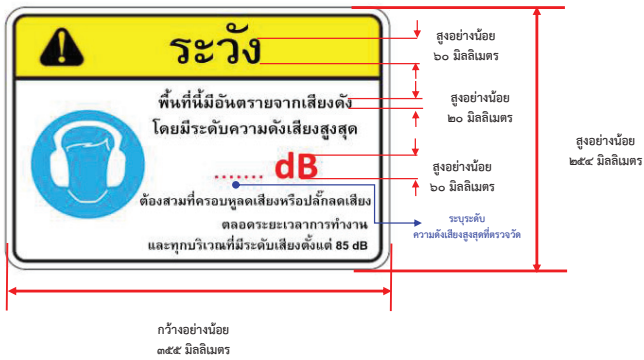 ระวัง
พื้นที่นี้มีอันตรายจากเสียงดัง
โดยมีระดับความดังเสียงสูงสุด
....... dB
ต้องสวมที่ครอบหูลดเสียงหรือปลั๊กลดเสียง
ตลอดระยะเวลาการทำงาน
และทุกบริเวณที่มีระดับเสียงตั้งแต่ 85 dB
สูงอย่างน้อย
๖๐ มิลลิเมตร
สูงอย่างน้อย
๒๐ มิลลิเมตร
สูงอย่างน้อย
๖๐ มิลลิเมตร
ระบุระดับ
ความดังเสียงสูงสุดที่ตรวจวัด
สูงอย่างน้อย
๒๕๔ มิลลิเมตร
กว้างอย่างน้อย
๓๕๕ มิลลิเมตร